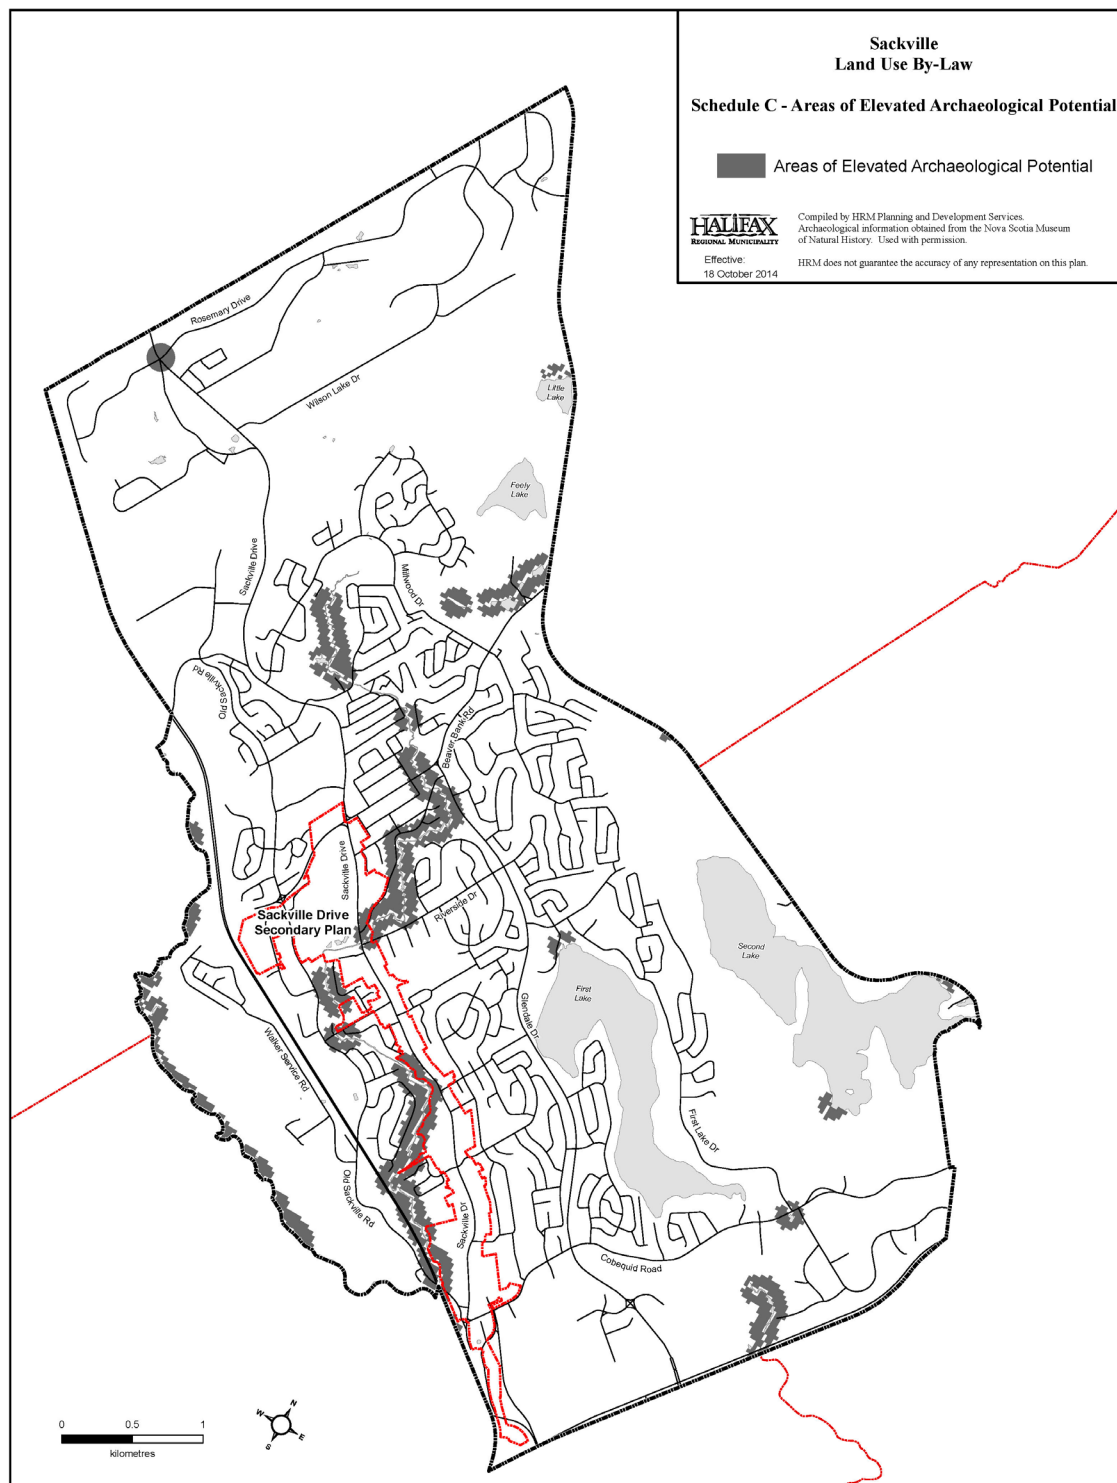 Sackville
Land Use By-Law
Schedule C - Areas of Elevated Archaeological Potential
Areas of Elevated Archaeological Potential
HALIFAX
REGIONAL MUNICIPALITY
Compiled by HRM Planning and Development Services.
Archaeological information obtained from the Nova Scotia Museum
of Natural History. Used with permission.
Effective:
18 October 2014
HRM does not guarantee the accuracy of any representation on this plan.
Rosemary Drive
Wilson Lake Dr
Little
Lake
Feely
Lake
Sackville Drive
Millwood Dr
Old Sackville Rd
Beaver Bank Rd
Sackville Drive
Sackville Drive
Secondary Plan
Riverside Dr
Second
Lake
First
Lake
Glendale Dr
Walker Service Rd
First Lake Dr
Old Sackville Rd
Sackville Dr
Cobequid Road
0 0.5 1
kilometres
N
W
E
S